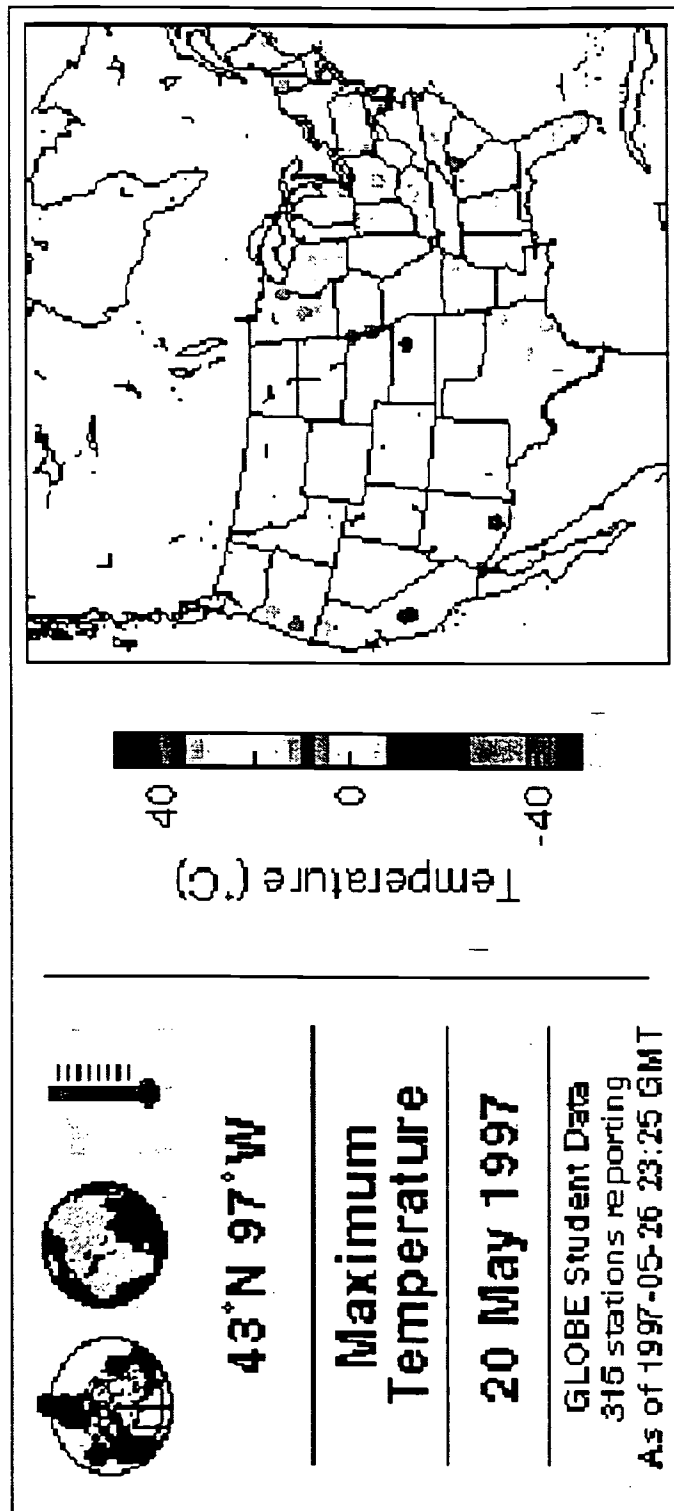 43°N 97°W
Maximum
Temperature
20 May 1997
GLOBE Student Data
316 stations reporting
As of 1997-05-26 23:25 GMT
Temperature (°C)
40
0
-40